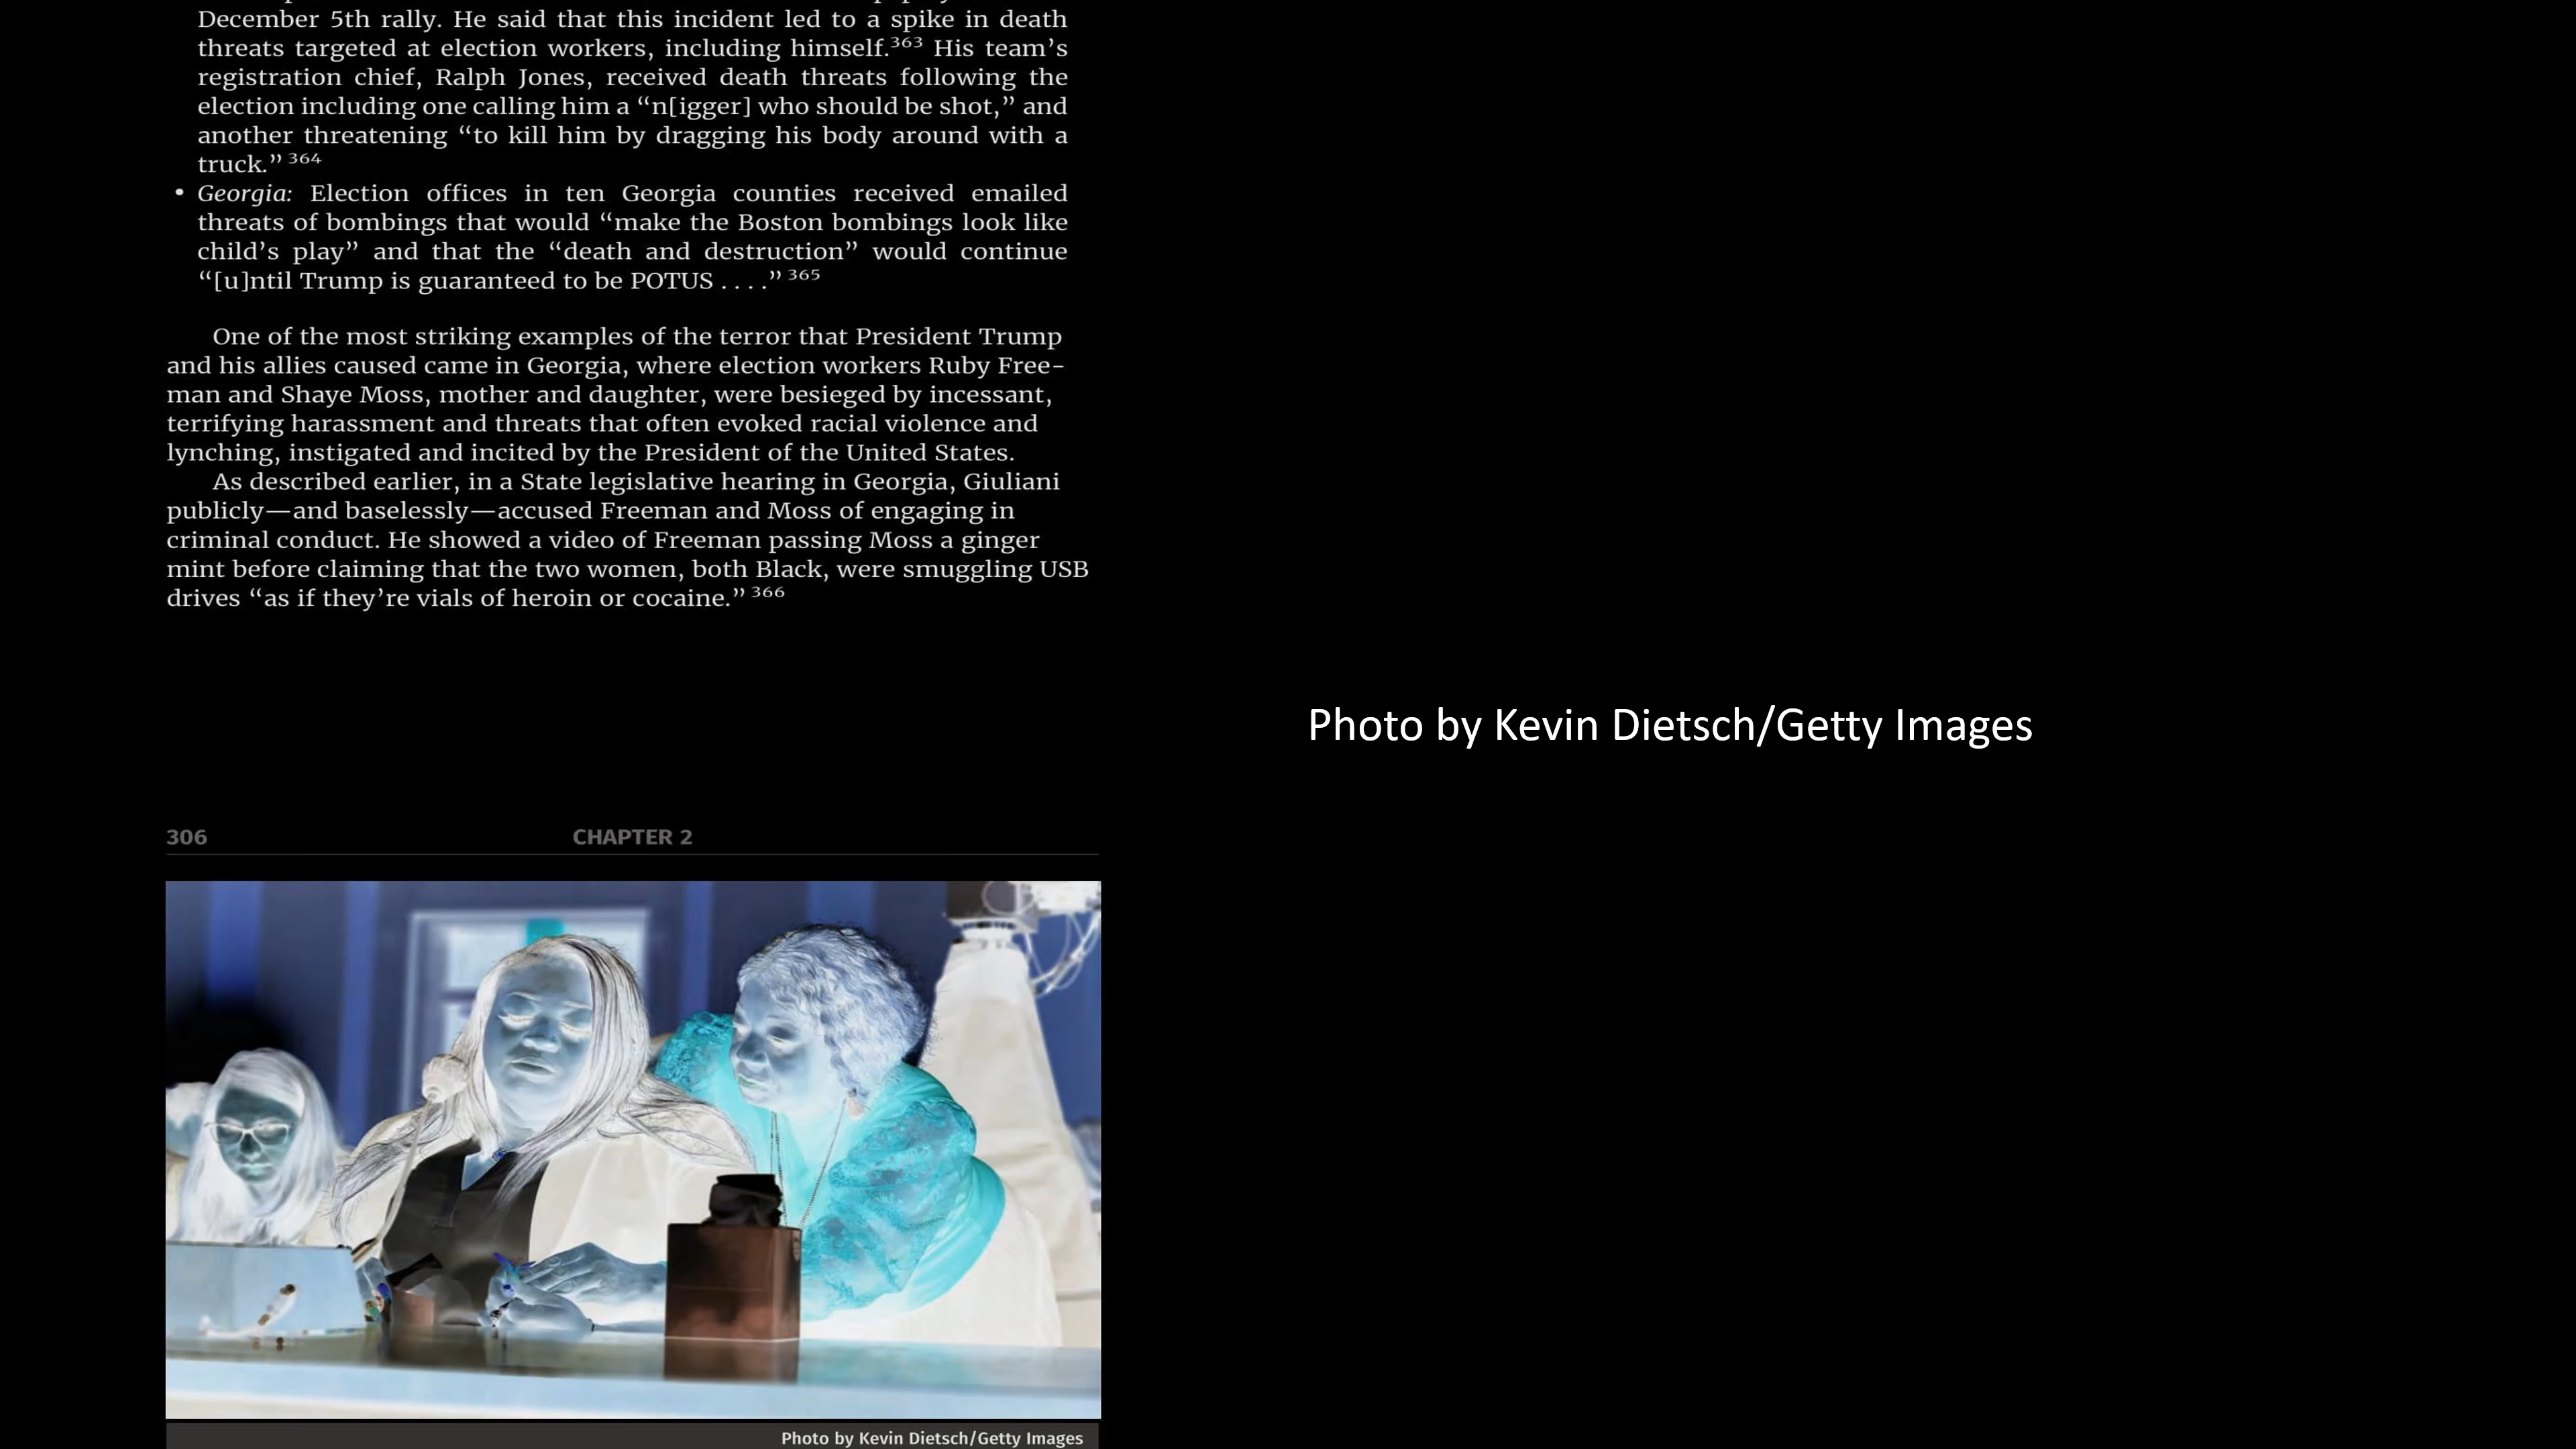 December 5th rally. He said that this incident led to a spike in death
threats targeted at election workers, including himself.363 His team’s
registration chief, Ralph Jones, received death threats following the
election including one calling him a “n[igger] who should be shot,” and
another threatening “to kill him by dragging his body around with a
truck.” 364
• Georgia: Election offices in ten Georgia counties received emailed
threats of bombings that would “make the Boston bombings look like
child’s play” and that the “death and destruction” would continue
“[u]ntil Trump is guaranteed to be POTUS . . . .” 365
One of the most striking examples of the terror that President Trump
and his allies caused came in Georgia, where election workers Ruby Free-
man and Shaye Moss, mother and daughter, were besieged by incessant,
terrifying harassment and threats that often evoked racial violence and
lynching, instigated and incited by the President of the United States.
As described earlier, in a State legislative hearing in Georgia, Giuliani
publicly—and baselessly—accused Freeman and Moss of engaging in
criminal conduct. He showed a video of Freeman passing Moss a ginger
mint before claiming that the two women, both Black, were smuggling USB
drives “as if they’re vials of heroin or cocaine.” 366
Photo by Kevin Dietsch/Getty Images
306 CHAPTER 2
Photo by Kevin Dietsch/Getty Images